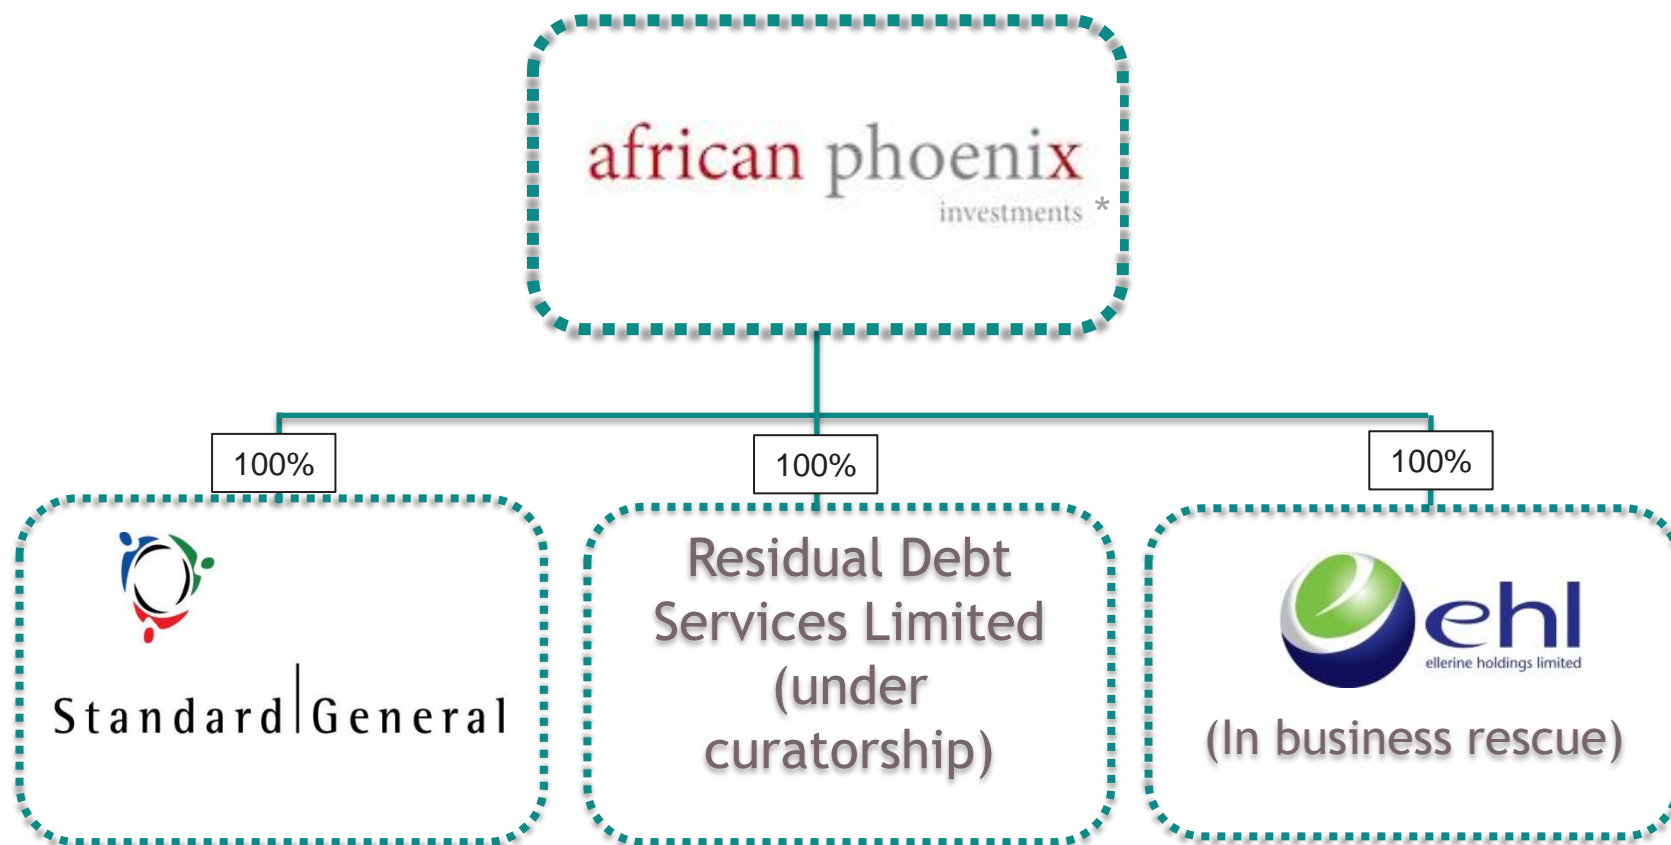 african phoenix
investments *
100%
100%
100%
Standard|General
Residual Debt
Services Limited
(under
curatorship)
ehl
ellerine holdings limited
(In business rescue)